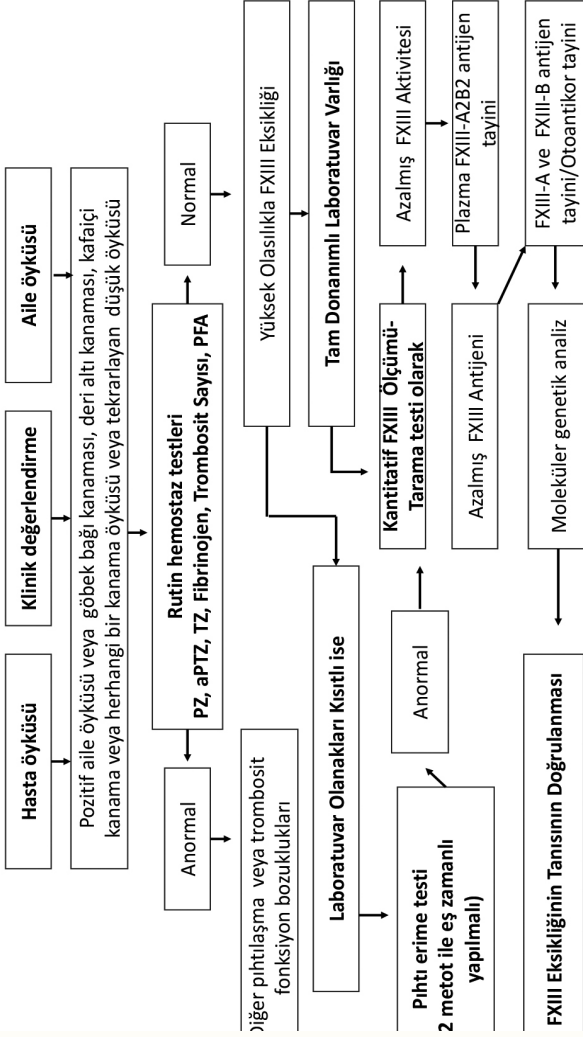 Hasta öyküsü
Klinik değerlendirme
Aile öyküsü
Pozitif aile öyküsü veya göbek bağı kanaması, deri altı kanaması, kafaiçi
kanama veya herhangi bir kanama öyküsü veya tekrarlayan düşük öyküsü
Rutin hemostaz testleri
PZ, aPTZ, TZ, Fibrinojen, Trombosit Sayısı, PFA
Anormal
Normal
Diğer pıhtılaşma veya trombosit
fonksiyon bozuklukları
Yüksek Olasılıkla FXIII Eksikliği
Laboratuvar Olanakları Kısıtlı ise
Tam Donanımlı Laboratuvar Varlığı
Pıhtı erime testi
2 metot ile eş zamanlı
yapılmalı)
Anormal
Kantitatif FXIII Ölçümü-
Tarama testi olarak
Azalmış FXIII Aktivitesi
Plazma FXIII-A2B2 antijen
tayini
Azalmış FXIII Antijeni
FXIII-A ve FXIII-B antijen
tayini/Otoantikor tayini
Moleküler genetik analiz
FXIII Eksikliğinin Tanısının Doğrulanması